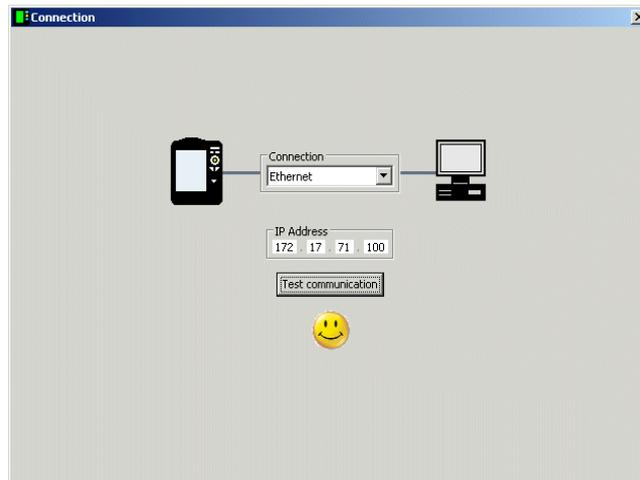 Connection
Connection
Ethernet
IP Address
172 . 17 . 71 . 100
Test communication